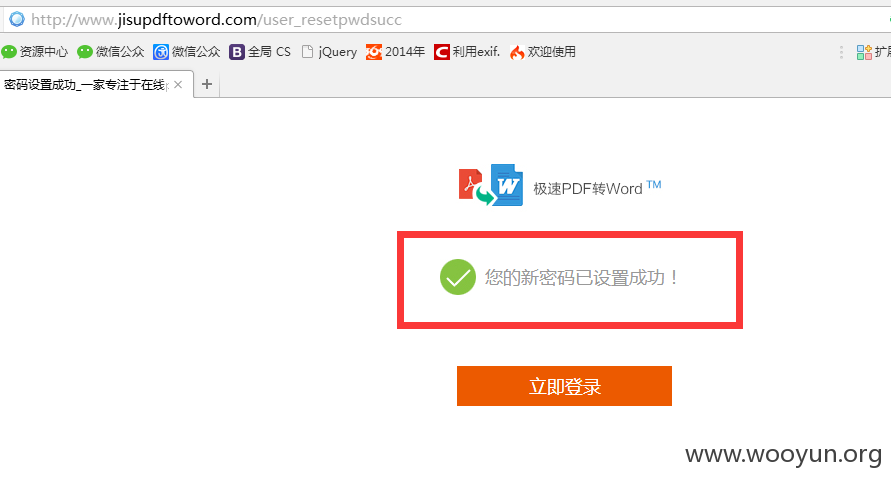 http://www.jisupdftoword.com/user_resetpwdsucc
资源中心 微信公众 微信公众 B 全局 CS jQuery 2014年 C 利用exif. 欢迎使用 扩展
密码设置成功_一家专注于在线 × +
W 极速PDF转Word TM
您的新密码已设置成功！
立即登录
www.wooyun.org